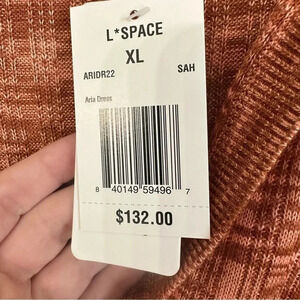 L*SPACE
XL
ARIDR22 SAH
Aria Dress
8 40149 59496 7
$132.00